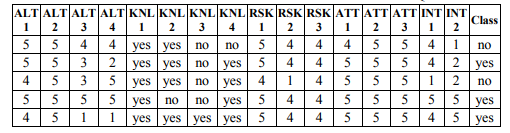 ALT 1 ALT 2 ALT 3 ALT 4 KNL 1 KNL 2 KNL 3 KNL 4 RSK 1 RSK 2 RSK 3 ATT 1 ATT 2 ATT 3 INT 1 INT 2 Class
5 5 4 4 yes yes no no 5 4 4 4 5 5 4 1 no
5 5 3 2 yes yes no yes 5 4 4 5 5 5 4 2 yes
4 5 3 5 yes yes no yes 4 1 4 5 5 5 1 2 no
5 5 5 5 yes no no yes 5 4 4 5 5 5 5 5 yes
4 5 1 1 yes yes yes yes 5 4 4 5 5 5 4 5 yes